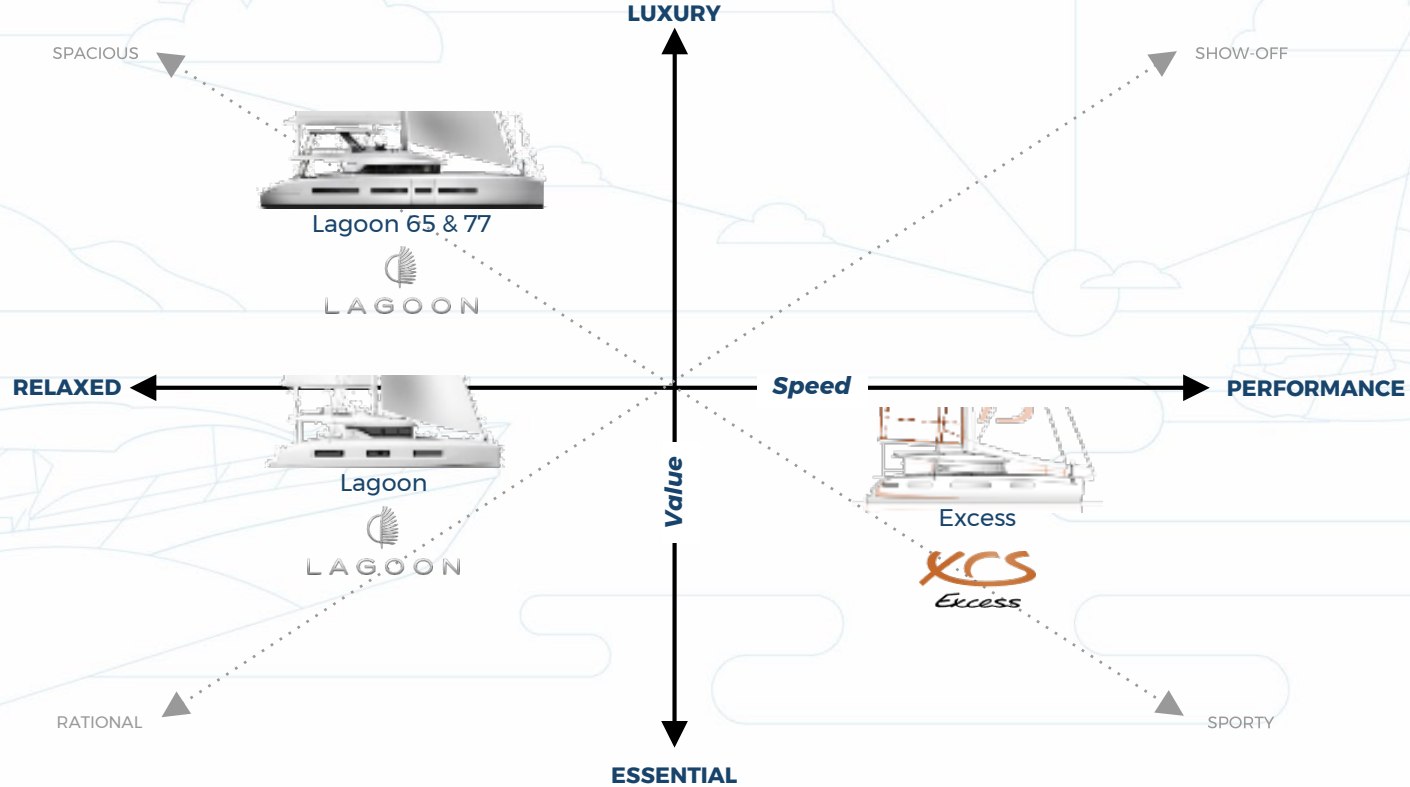 LUXURY
SPACIOUS
SHOW-OFF
Lagoon 65 & 77
LAGOON
RELAXED
Speed
PERFORMANCE
Value
Lagoon
LAGOON
Excess
XCS
Excess
RATIONAL
SPORTY
ESSENTIAL